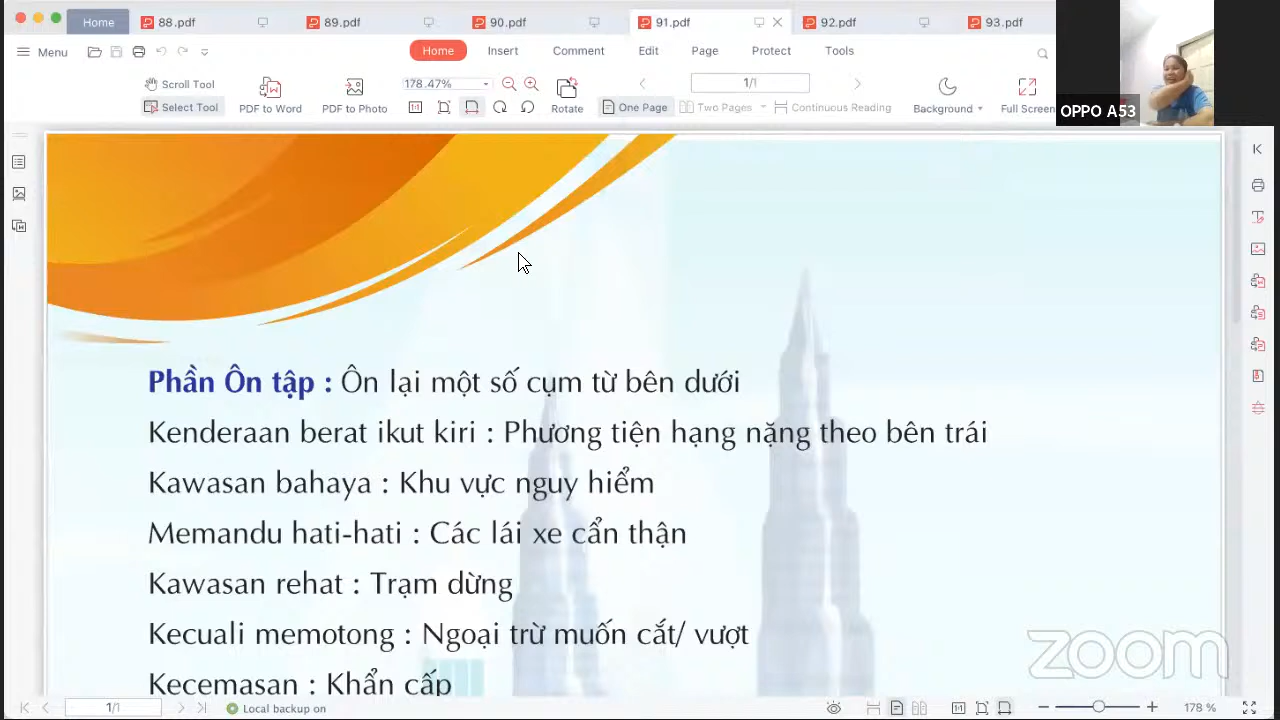 Home 88.pdf 89.pdf 90.pdf 91.pdf 92.pdf 93.pdf
Menu Home Insert Comment Edit Page Protect Tools
Scroll Tool 178.47% 1/1
Select Tool PDF to Word PDF to Photo Rotate One Page Two Pages Continuous Reading Background Full Screen
OPPO A53
Phần Ôn tập : Ôn lại một số cụm từ bên dưới
Kenderaan berat ikut kiri : Phương tiện hạng nặng theo bên trái
Kawasan bahaya : Khu vực nguy hiểm
Memandu hati-hati : Các lái xe cẩn thận
Kawasan rehat : Trạm dừng
Kecuali memotong : Ngoại trừ muốn cắt/ vượt
Kecemasan : Khẩn cấp
zoom
1/1 Local backup on 178 %